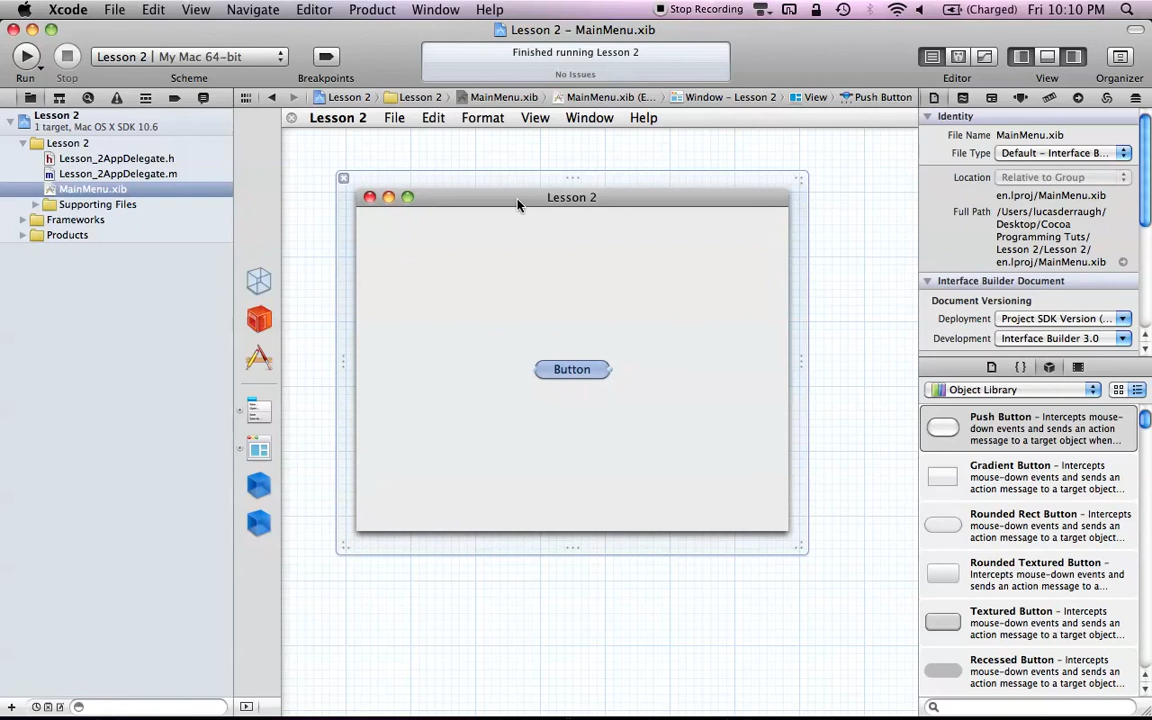 Xcode File Edit View Navigate Editor Product Window Help Stop Recording (Charged) Fri 10:10 PM
Lesson 2 – MainMenu.xib
Run Stop
Lesson 2 | My Mac 64-bit
Scheme
Breakpoints
Finished running Lesson 2
No Issues
Editor View Organizer
Lesson 2 Lesson 2 MainMenu.xib MainMenu.xib (E... Window – Lesson 2 View Push Button
Lesson 2
1 target, Mac OS X SDK 10.6
Lesson 2
Lesson_2AppDelegate.h
Lesson_2AppDelegate.m
MainMenu.xib
Supporting Files
Frameworks
Products
Lesson 2 File Edit Format View Window Help
Lesson 2
Button
Identity
File Name MainMenu.xib
File Type Default – Interface B...
Location Relative to Group
en.lproj/MainMenu.xib
Full Path /Users/lucasderraugh/
Desktop/Cocoa
Programming Tuts/
Lesson 2/Lesson 2/
en.lproj/MainMenu.xib
Interface Builder Document
Document Versioning
Deployment Project SDK Version (...
Development Interface Builder 3.0
Object Library
Push Button – Intercepts mouse-
down events and sends an action
message to a target object when...
Gradient Button – Intercepts
mouse-down events and sends an
action message to a target object...
Rounded Rect Button – Intercepts
mouse-down events and sends an
action message to a target object...
Rounded Textured Button –
Intercepts mouse-down events and
sends an action message to a...
Textured Button – Intercepts
mouse-down events and sends an
action message to a target object...
Recessed Button – Intercepts
mouse-down events and sends an
action message to a target object...